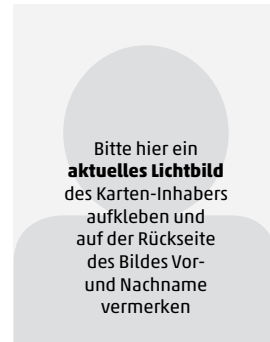 Bitte hier ein
aktuelles Lichtbild
des Karten-Inhabers
aufkleben und
auf der Rückseite
des Bildes Vor-
und Nachname
vermerken